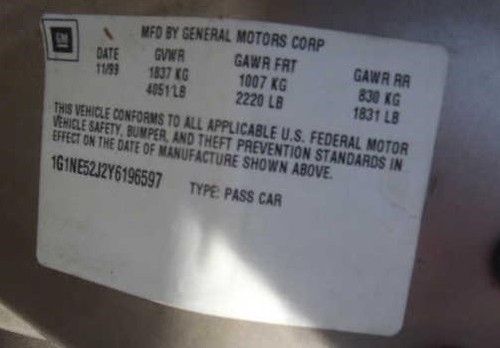 GM
MFD BY GENERAL MOTORS CORP
DATE GVWR GAWR FRT GAWR RR
11/99 1837 KG 1007 KG 830 KG
4051 LB 2220 LB 1831 LB
THIS VEHICLE CONFORMS TO ALL APPLICABLE U.S. FEDERAL MOTOR
VEHICLE SAFETY, BUMPER, AND THEFT PREVENTION STANDARDS IN
EFFECT ON THE DATE OF MANUFACTURE SHOWN ABOVE.
1G1NE52J2Y6196597 TYPE: PASS CAR